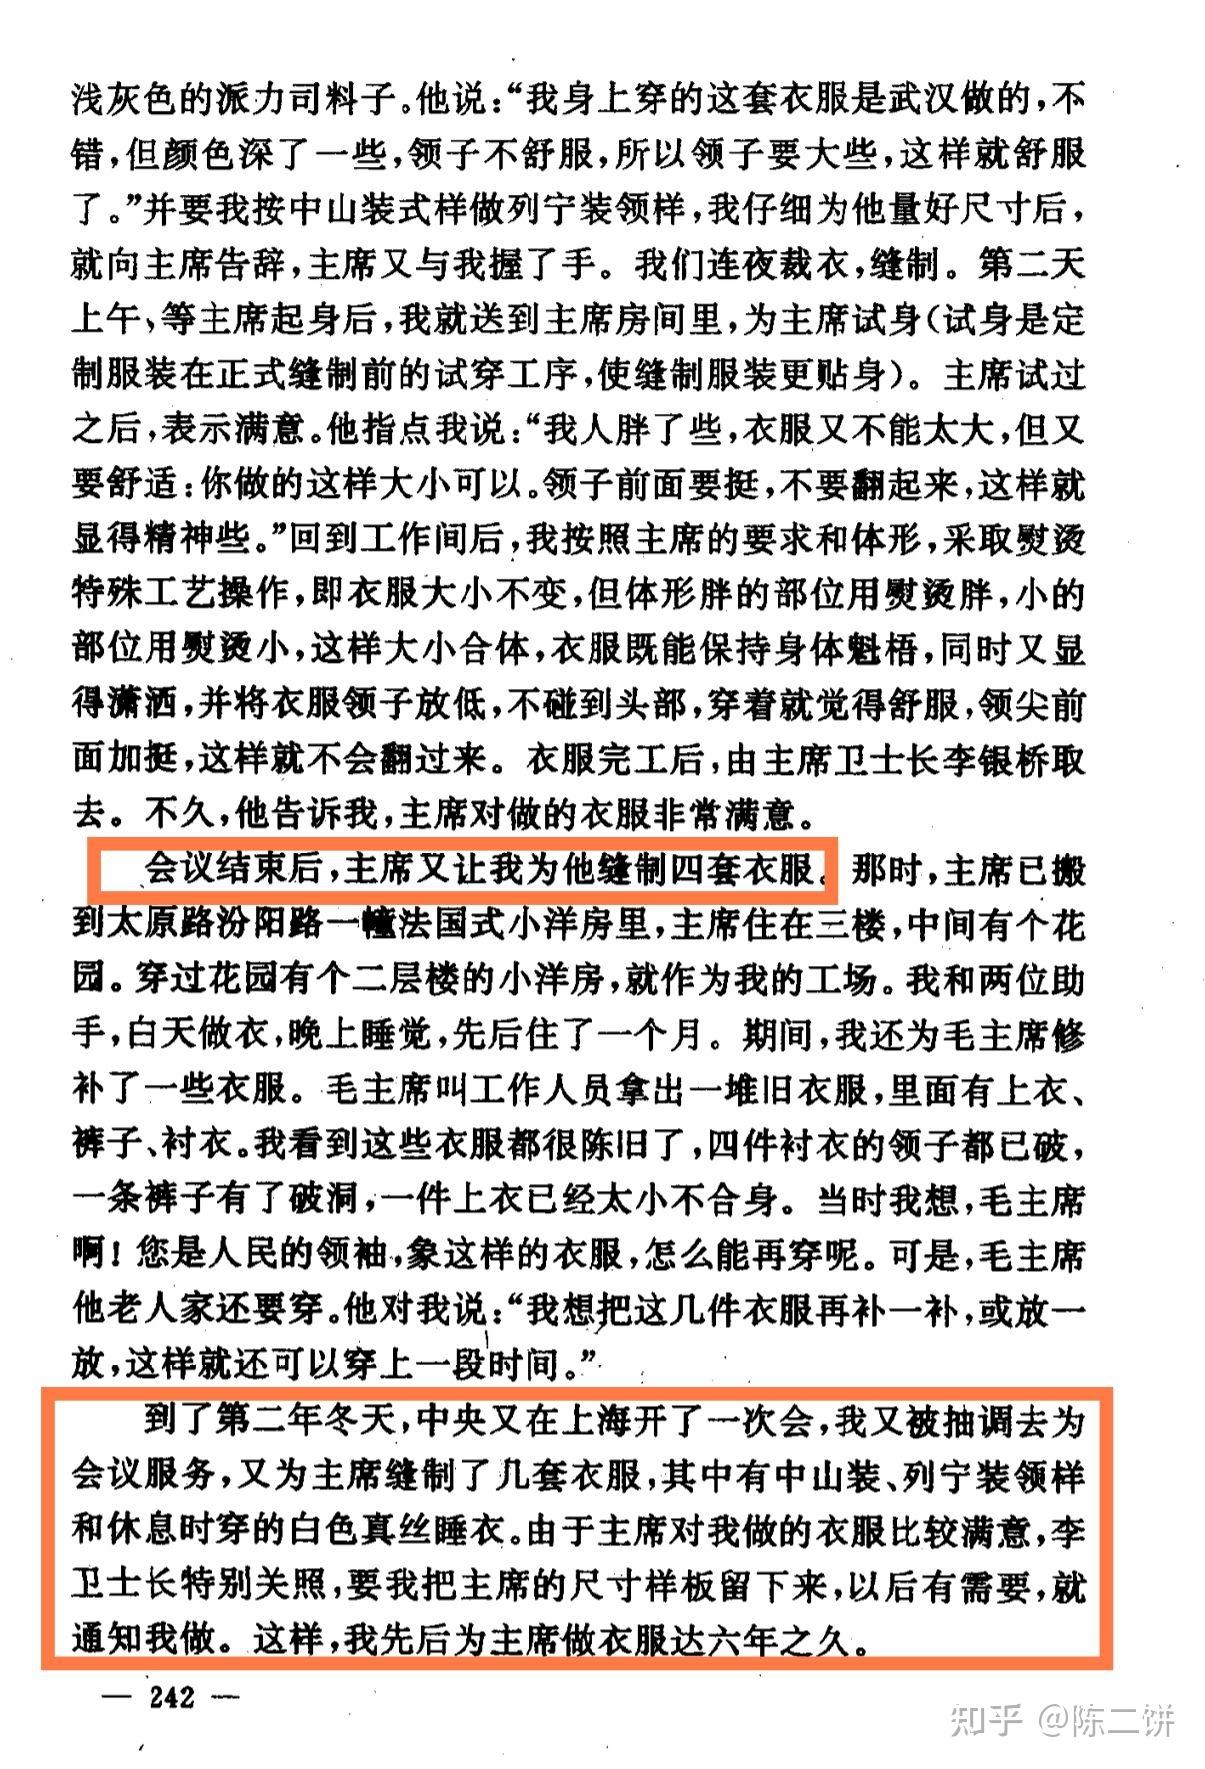 浅灰色的派力司料子。他说：“我身上穿的这套衣服是武汉做的，不
错，但颜色深了一些，领子不舒服，所以领子要大些，这样就舒服
了。”并要我按中山装式样做列宁装领样，我仔细为他量好尺寸后，
就向主席告辞，主席又与我握了手。我们连夜裁衣，缝制。第二天
上午、等主席起身后，我就送到主席房间里，为主席试身（试身是定
制服装在正式缝制前的试穿工序，使缝制服装更贴身）。主席试过
之后，表示满意。他指点我说：“我人胖了些，衣服又不能太大，但又
要舒适：你做的这样大小可以。领子前面要挺，不要翻起来，这样就
显得精神些。”回到工作间后，我按照主席的要求和体形，采取熨烫
特殊工艺操作，即衣服大小不变，但体形胖的部位用熨烫胖，小的
部位用熨烫小，这样大小合体，衣服既能保持身体魁梧，同时又显
得潇洒，并将衣服领子放低，不碰到头部，穿着就觉得舒服，领尖前
面加挺，这样就不会翻过来。衣服完工后，由主席卫士长李银桥取
去。不久，他告诉我，主席对做的衣服非常满意。
会议结束后，主席又让我为他缝制四套衣服。那时，主席已搬
到太原路汾阳路一幢法国式小洋房里，主席住在三楼，中间有个花
园。穿过花园有个二层楼的小洋房，就作为我的工场。我和两位助
手，白天做衣，晚上睡觉，先后住了一个月。期间，我还为毛主席修
补了一些衣服。毛主席叫工作人员拿出一堆旧衣服，里面有上衣、
裤子、衬衣。我看到这些衣服都很陈旧了，四件衬衣的领子都已破，
一条裤子有了破洞，一件上衣已经太小不合身。当时我想，毛主席
啊！您是人民的领袖，象这样的衣服，怎么能再穿呢。可是，毛主席
他老人家还要穿。他对我说：“我想把这几件衣服再补一补，或放一
放，这样就还可以穿上一段时间。”
到了第二年冬天，中央又在上海开了一次会，我又被抽调去为
会议服务，又为主席缝制了几套衣服，其中有中山装、列宁装领样
和休息时穿的白色真丝睡衣。由于主席对我做的衣服比较满意，李
卫士长特别关照，要我把主席的尺寸样板留下来，以后有需要，就
通知我做。这样，我先后为主席做衣服达六年之久。
— 242 —
知乎 @陈二饼